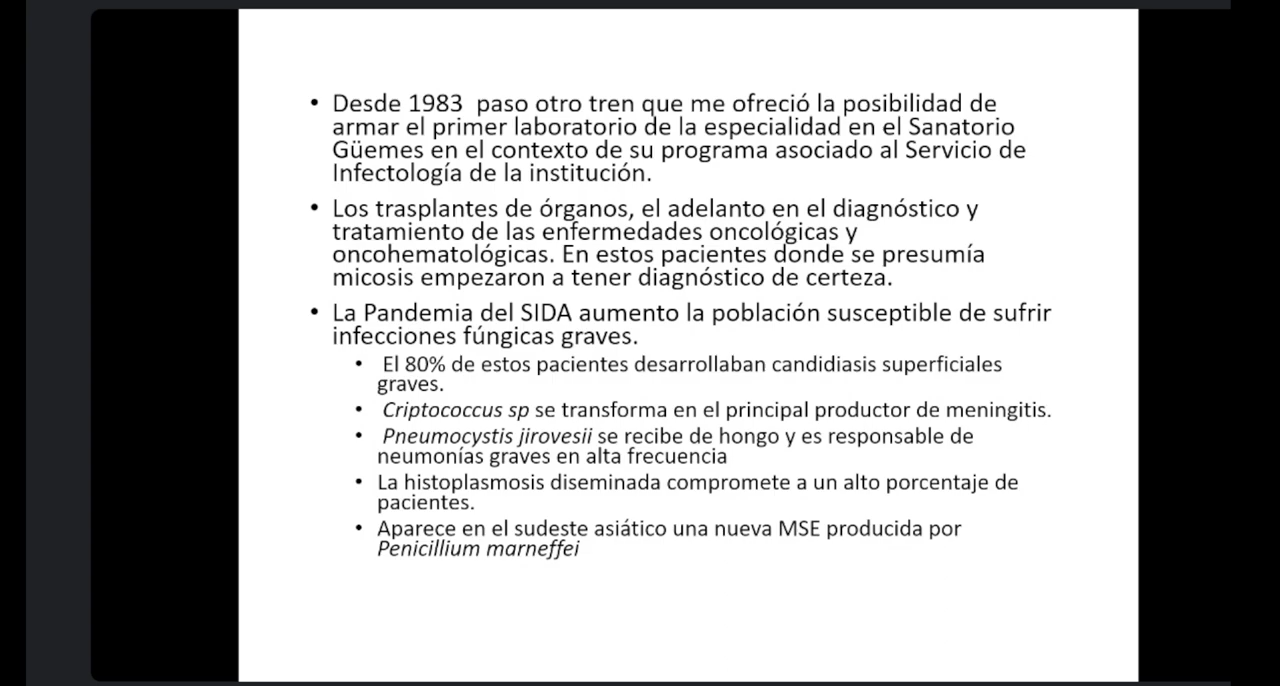 • Desde 1983  paso otro tren que me ofreció la posibilidad de
armar el primer laboratorio de la especialidad en el Sanatorio
Güemes en el contexto de su programa asociado al Servicio de
Infectología de la institución.
• Los trasplantes de órganos, el adelanto en el diagnóstico y
tratamiento de las enfermedades oncológicas y
oncohematológicas. En estos pacientes donde se presumía
micosis empezaron a tener diagnóstico de certeza.
• La Pandemia del SIDA aumento la población susceptible de sufrir
infecciones fúngicas graves.
• El 80% de estos pacientes desarrollaban candidiasis superficiales
graves.
• Criptococcus sp se transforma en el principal productor de meningitis.
• Pneumocystis jirovesii se recibe de hongo y es responsable de
neumonías graves en alta frecuencia
• La histoplasmosis diseminada compromete a un alto porcentaje de
pacientes.
• Aparece en el sudeste asiático una nueva MSE producida por
Penicillium marneffei